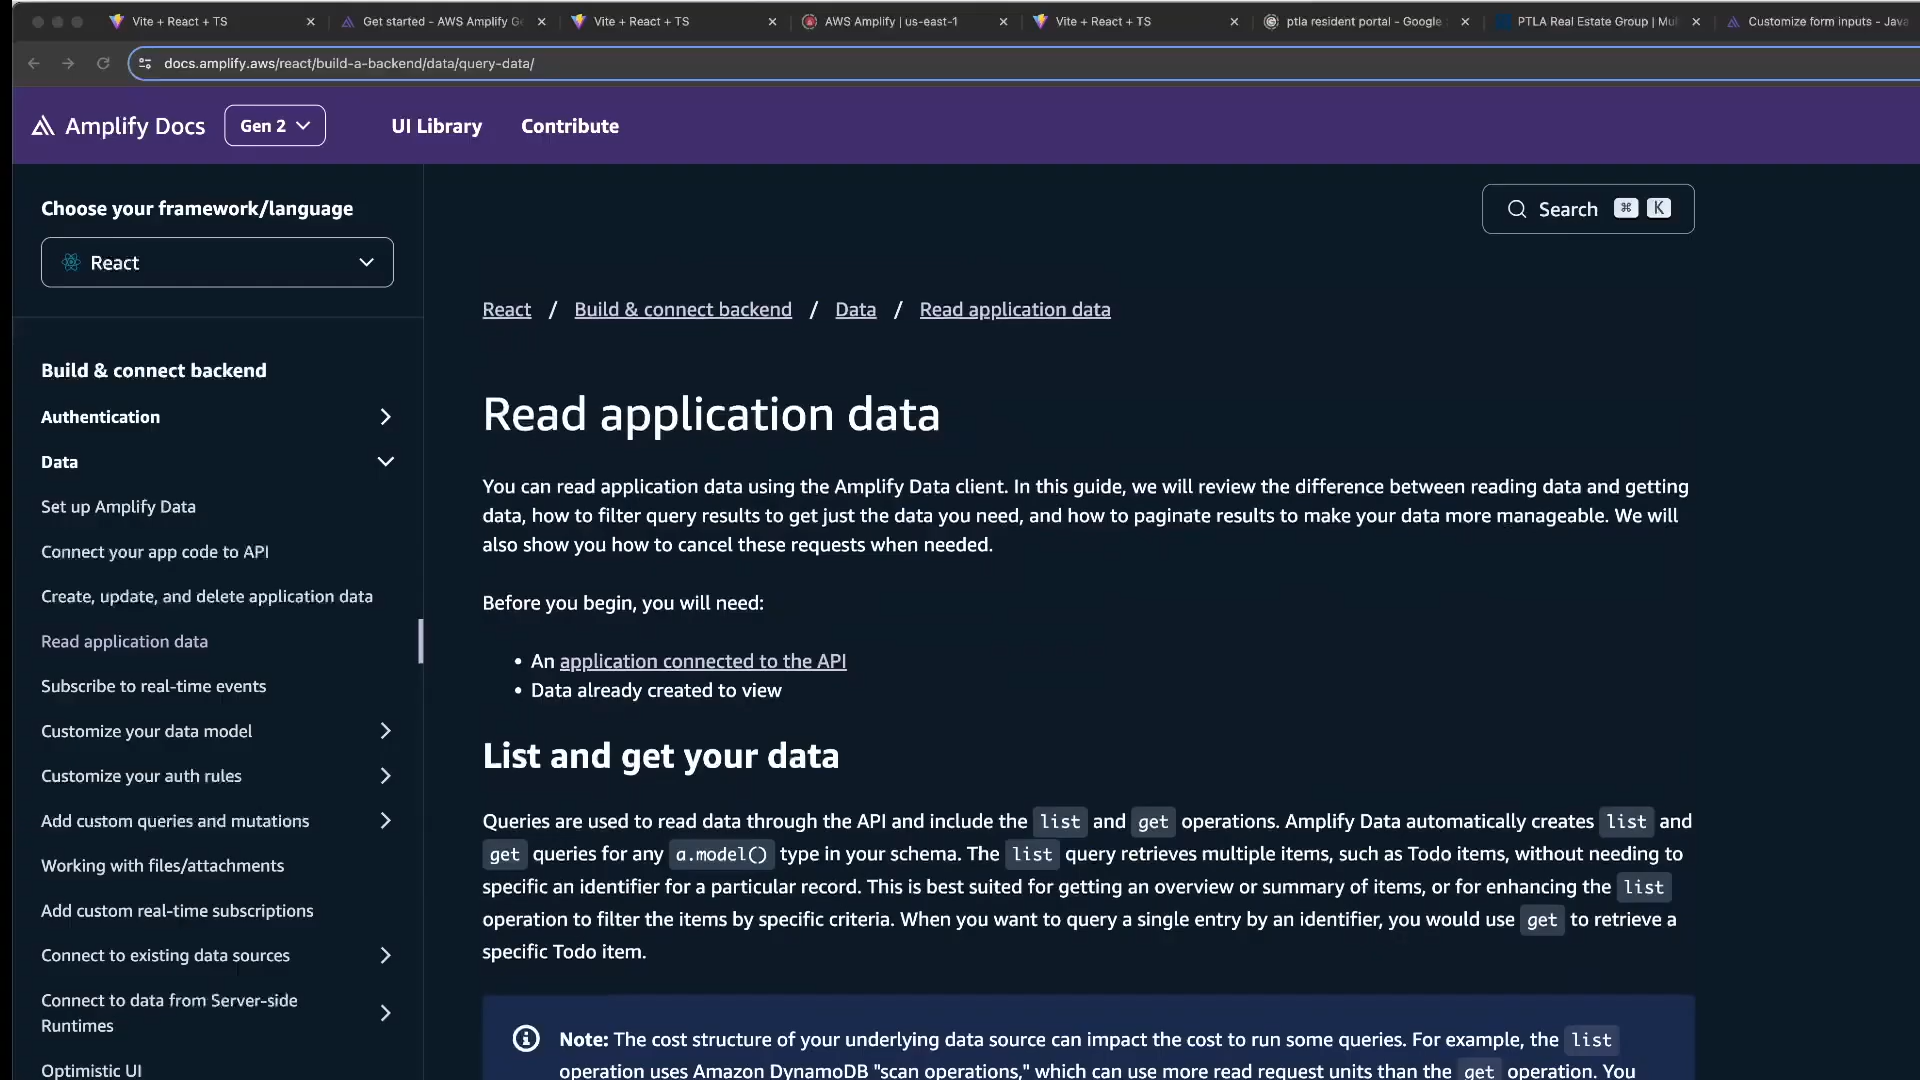 Vite + React + TS
Get started - AWS Amplify Ge
Vite + React + TS
AWS Amplify | us-east-1
Vite + React + TS
ptla resident portal - Google
PTLA Real Estate Group | Mul
Customize form inputs - Java
docs.amplify.aws/react/build-a-backend/data/query-data/
Amplify Docs
Gen 2
UI Library
Contribute
Choose your framework/language
React
Search ⌘ K
React / Build & connect backend / Data / Read application data
Build & connect backend
Authentication
Data
Set up Amplify Data
Connect your app code to API
Create, update, and delete application data
Read application data
Subscribe to real-time events
Customize your data model
Customize your auth rules
Add custom queries and mutations
Working with files/attachments
Add custom real-time subscriptions
Connect to existing data sources
Connect to data from Server-side
Runtimes
Optimistic UI
Read application data
You can read application data using the Amplify Data client. In this guide, we will review the difference between reading data and getting
data, how to filter query results to get just the data you need, and how to paginate results to make your data more manageable. We will
also show you how to cancel these requests when needed.
Before you begin, you will need:
• An application connected to the API
• Data already created to view
List and get your data
Queries are used to read data through the API and include the list and get operations. Amplify Data automatically creates list and
get queries for any a.model() type in your schema. The list query retrieves multiple items, such as Todo items, without needing to
specific an identifier for a particular record. This is best suited for getting an overview or summary of items, or for enhancing the list
operation to filter the items by specific criteria. When you want to query a single entry by an identifier, you would use get to retrieve a
specific Todo item.
Note: The cost structure of your underlying data source can impact the cost to run some queries. For example, the list
operation uses Amazon DynamoDB "scan operations," which can use more read request units than the get operation. You